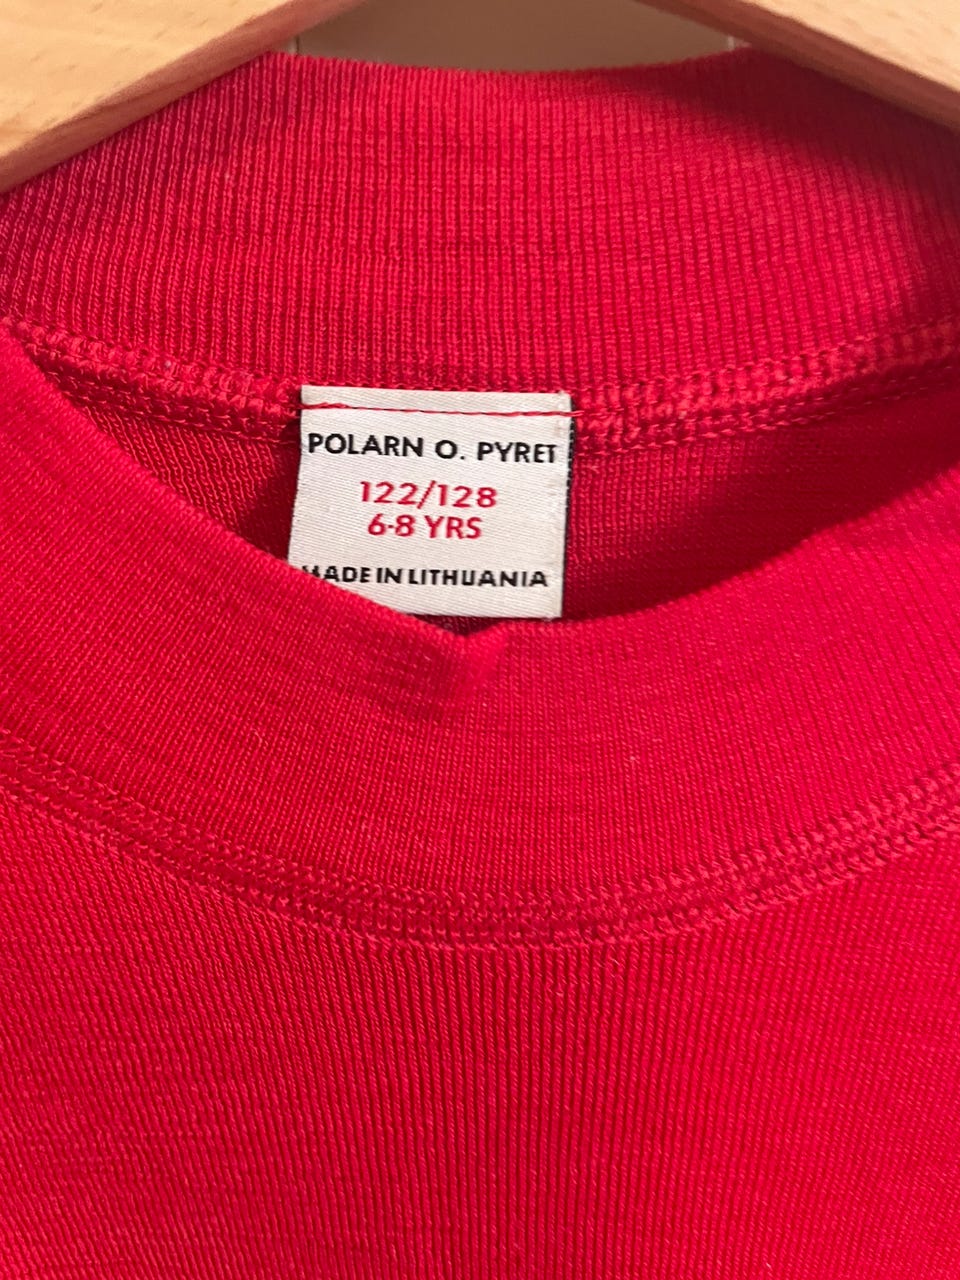 POLARN O. PYRET
122/128
6-8 YRS
MADE IN LITHUANIA